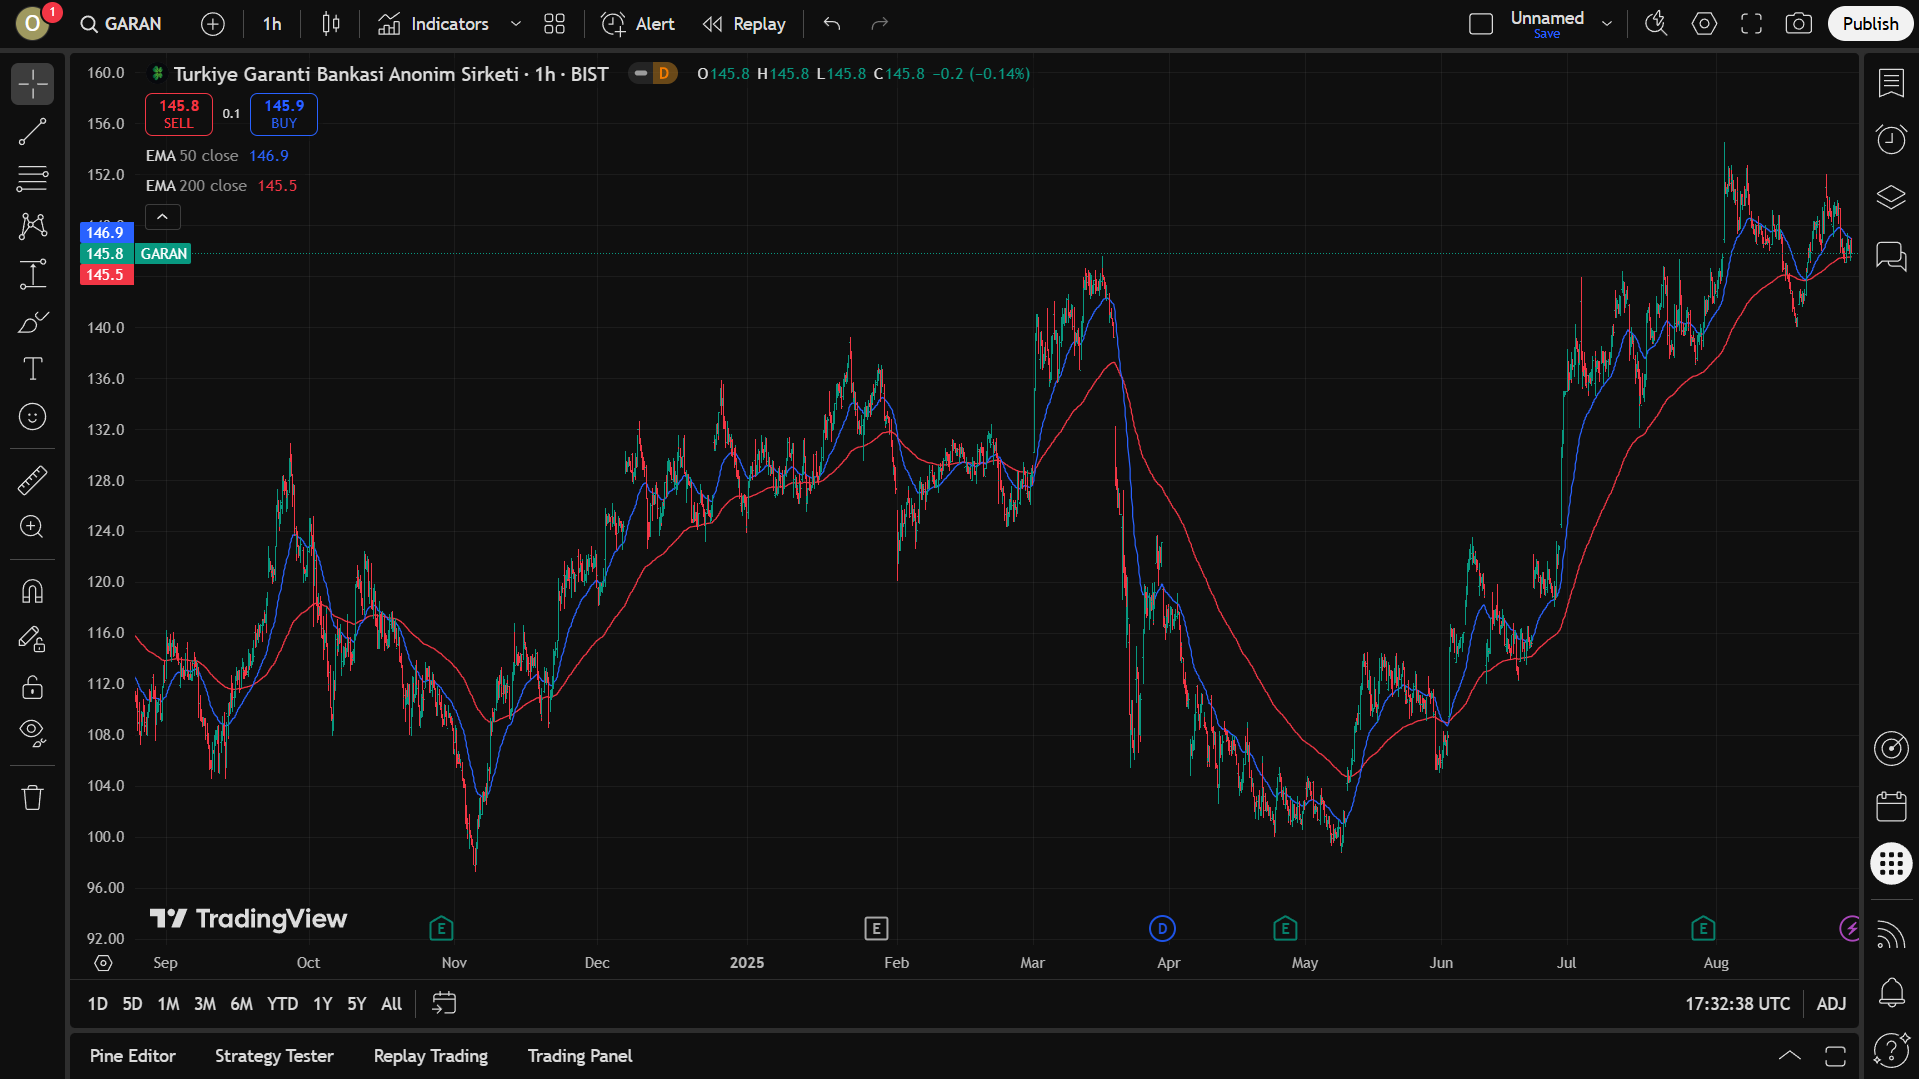 O
1
GARAN
1h
Indicators
Alert
Replay
Unnamed
Save
Publish
Turkiye Garanti Bankasi Anonim Sirketi · 1h · BIST
D
O145.8 H145.8 L145.8 C145.8 −0.2 (−0.14%)
145.8
SELL
0.1
145.9
BUY
EMA 50 close 146.9
EMA 200 close 145.5
160.0
156.0
152.0
146.9
145.8 GARAN
145.5
140.0
136.0
132.0
128.0
124.0
120.0
116.0
112.0
108.0
104.0
100.0
96.00
92.00
TradingView
E
E
D
E
E
Sep Oct Nov Dec 2025 Feb Mar Apr May Jun Jul Aug
1D 5D 1M 3M 6M YTD 1Y 5Y All
17:32:38 UTC
ADJ
Pine Editor Strategy Tester Replay Trading Trading Panel